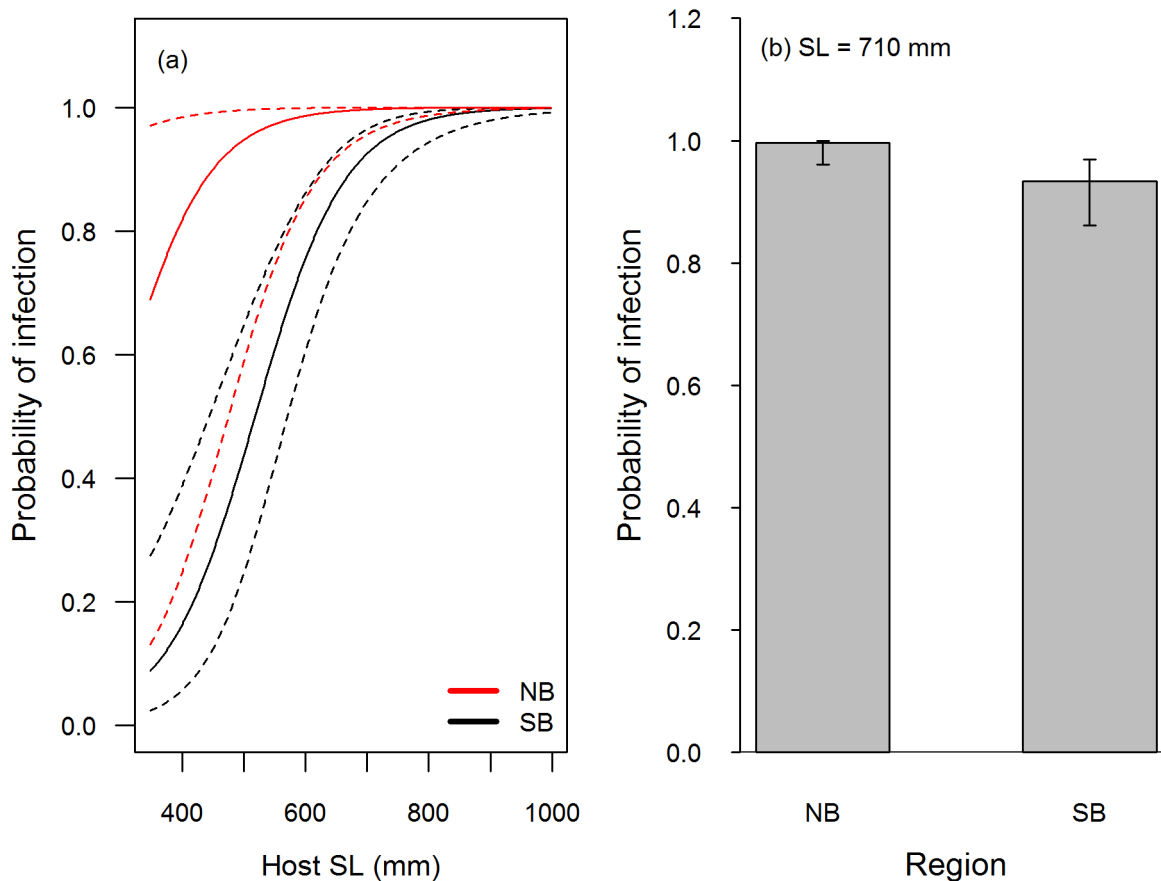 (a)
Probability of infection
1.0
0.8
0.6
0.4
0.2
0.0
NB
SB
400 600 800 1000
Host SL (mm)
(b) SL = 710 mm
Probability of infection
1.2
1.0
0.8
0.6
0.4
0.2
0.0
NB SB
Region